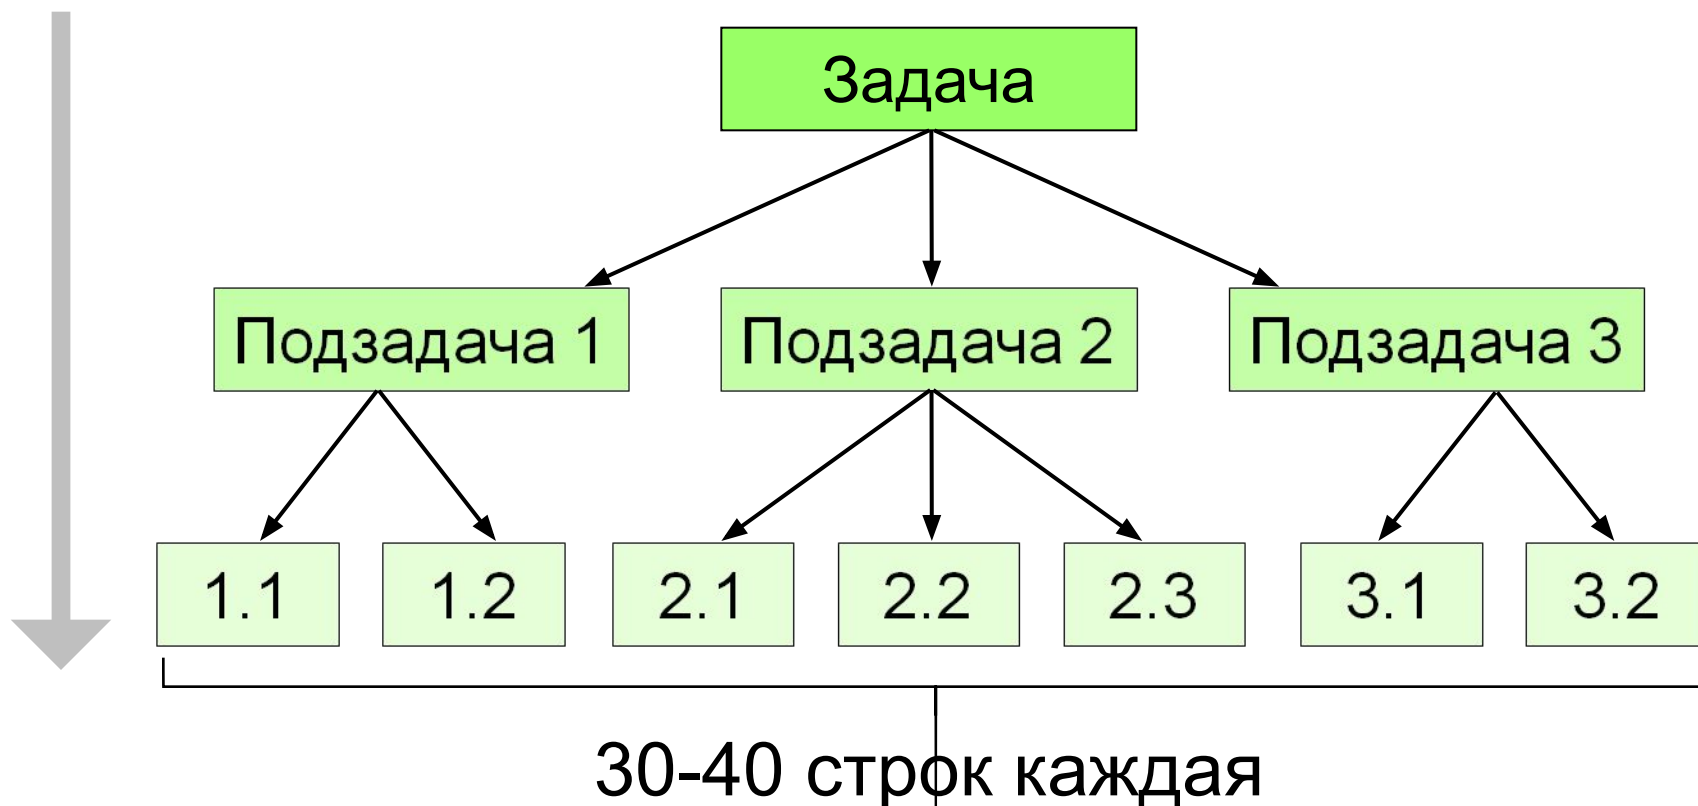 Задача
Подзадача 1 Подзадача 2 Подзадача 3
1.1 1.2 2.1 2.2 2.3 3.1 3.2
30-40 строк каждая